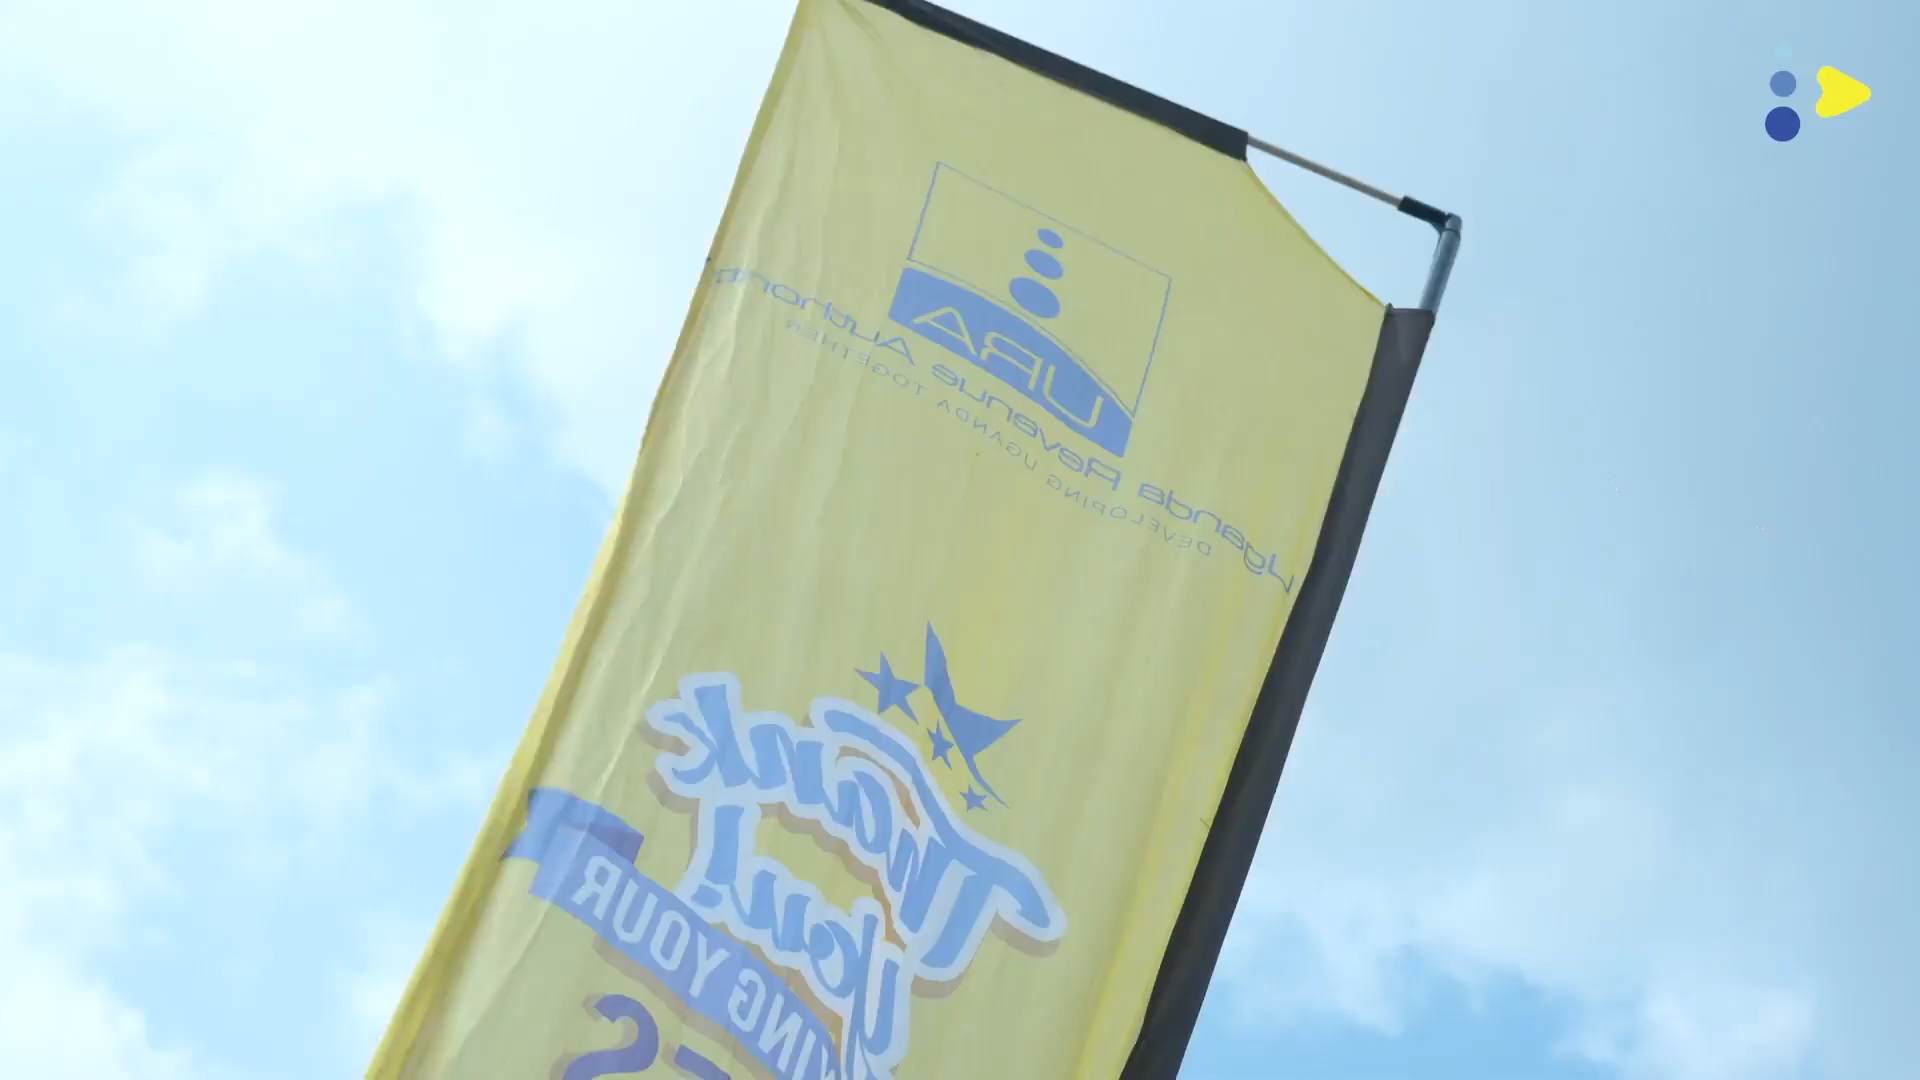 URA
Uganda Revenue Authority
DEVELOPING UGANDA TOGETHER
Thank
You!
YOUR